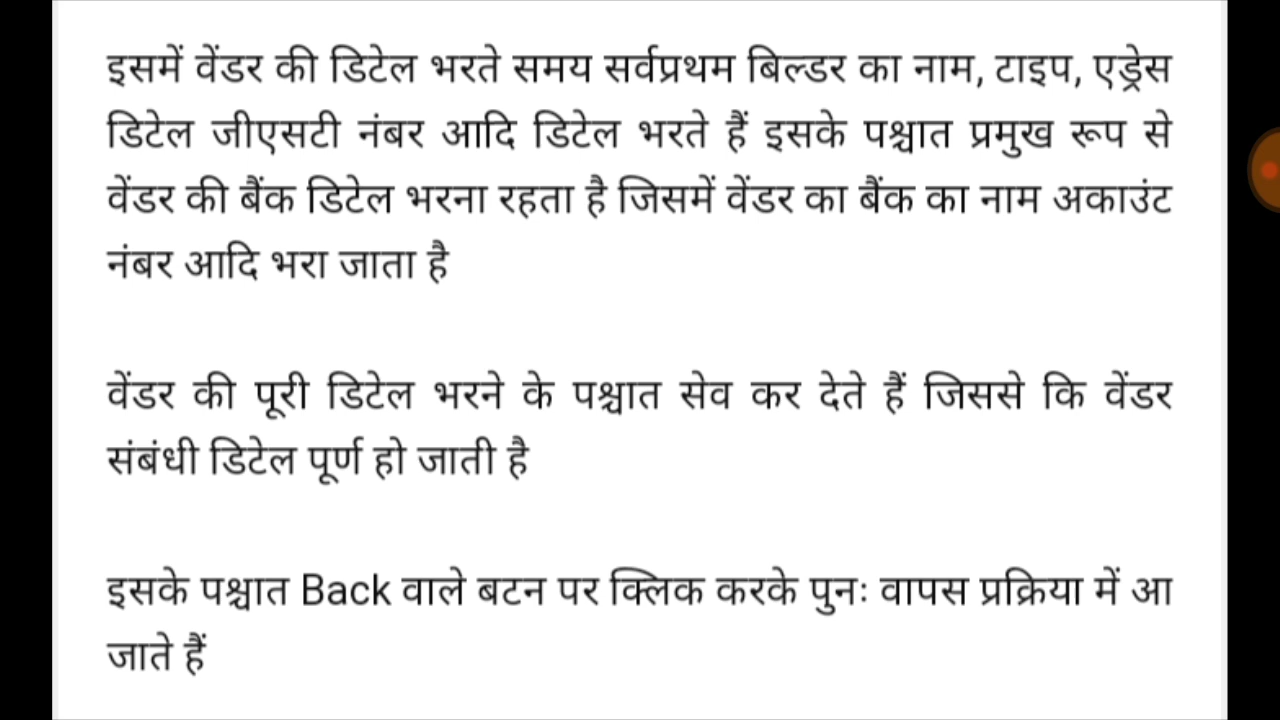 इसमें वेंडर की डिटेल भरते समय सर्वप्रथम बिल्डर का नाम, टाइप, एड्रेस
डिटेल जीएसटी नंबर आदि डिटेल भरते हैं इसके पश्चात प्रमुख रूप से
वेंडर की बैंक डिटेल भरना रहता है जिसमें वेंडर का बैंक का नाम अकाउंट
नंबर आदि भरा जाता है
वेंडर की पूरी डिटेल भरने के पश्चात सेव कर देते हैं जिससे कि वेंडर
संबंधी डिटेल पूर्ण हो जाती है
इसके पश्चात Back वाले बटन पर क्लिक करके पुनः वापस प्रक्रिया में आ
जाते हैं